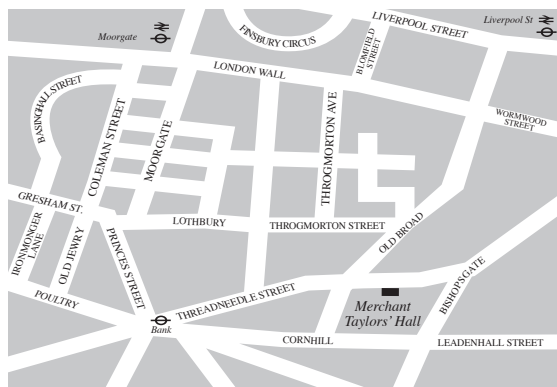 LIVERPOOL STREET
Liverpool St
Moorgate
FINSBURY CIRCUS
BLOMFIELD
STREET
LONDON WALL
BASINGHALL STREET
COLEMAN STREET
MOORGATE
THROGMORTON AVE
WORMWOOD
STREET
GRESHAM ST.
LOTHBURY
THROGMORTON STREET
OLD BROAD
IRONMONGER
LANE
OLD JEWRY
PRINCES STREET
BISHOPSGATE
POULTRY
THREADNEEDLE STREET
Merchant
Taylors' Hall
Bank
CORNHILL
LEADENHALL STREET